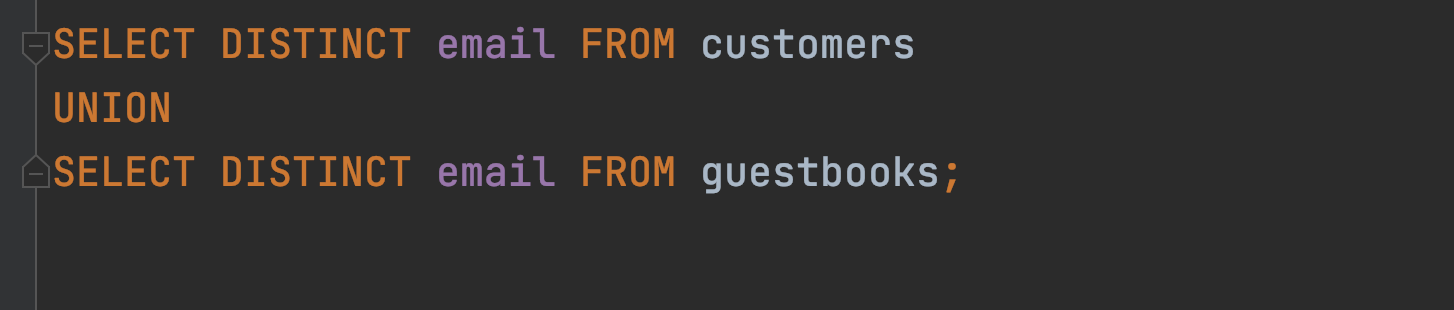 SELECT DISTINCT email FROM customers
UNION
SELECT DISTINCT email FROM guestbooks;